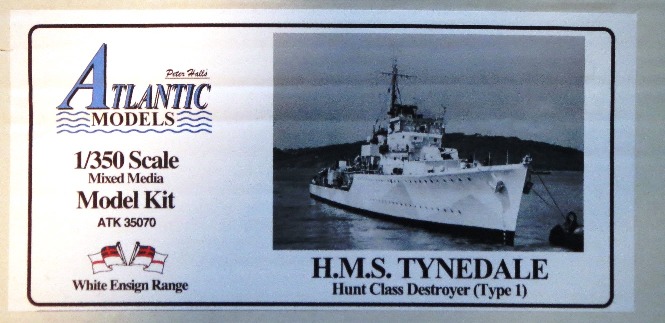 Peter Hall's
ATLANTIC
MODELS
1/350 Scale
Mixed Media
Model Kit
ATK 35070
White Ensign Range
H.M.S. TYNEDALE
Hunt Class Destroyer (Type 1)